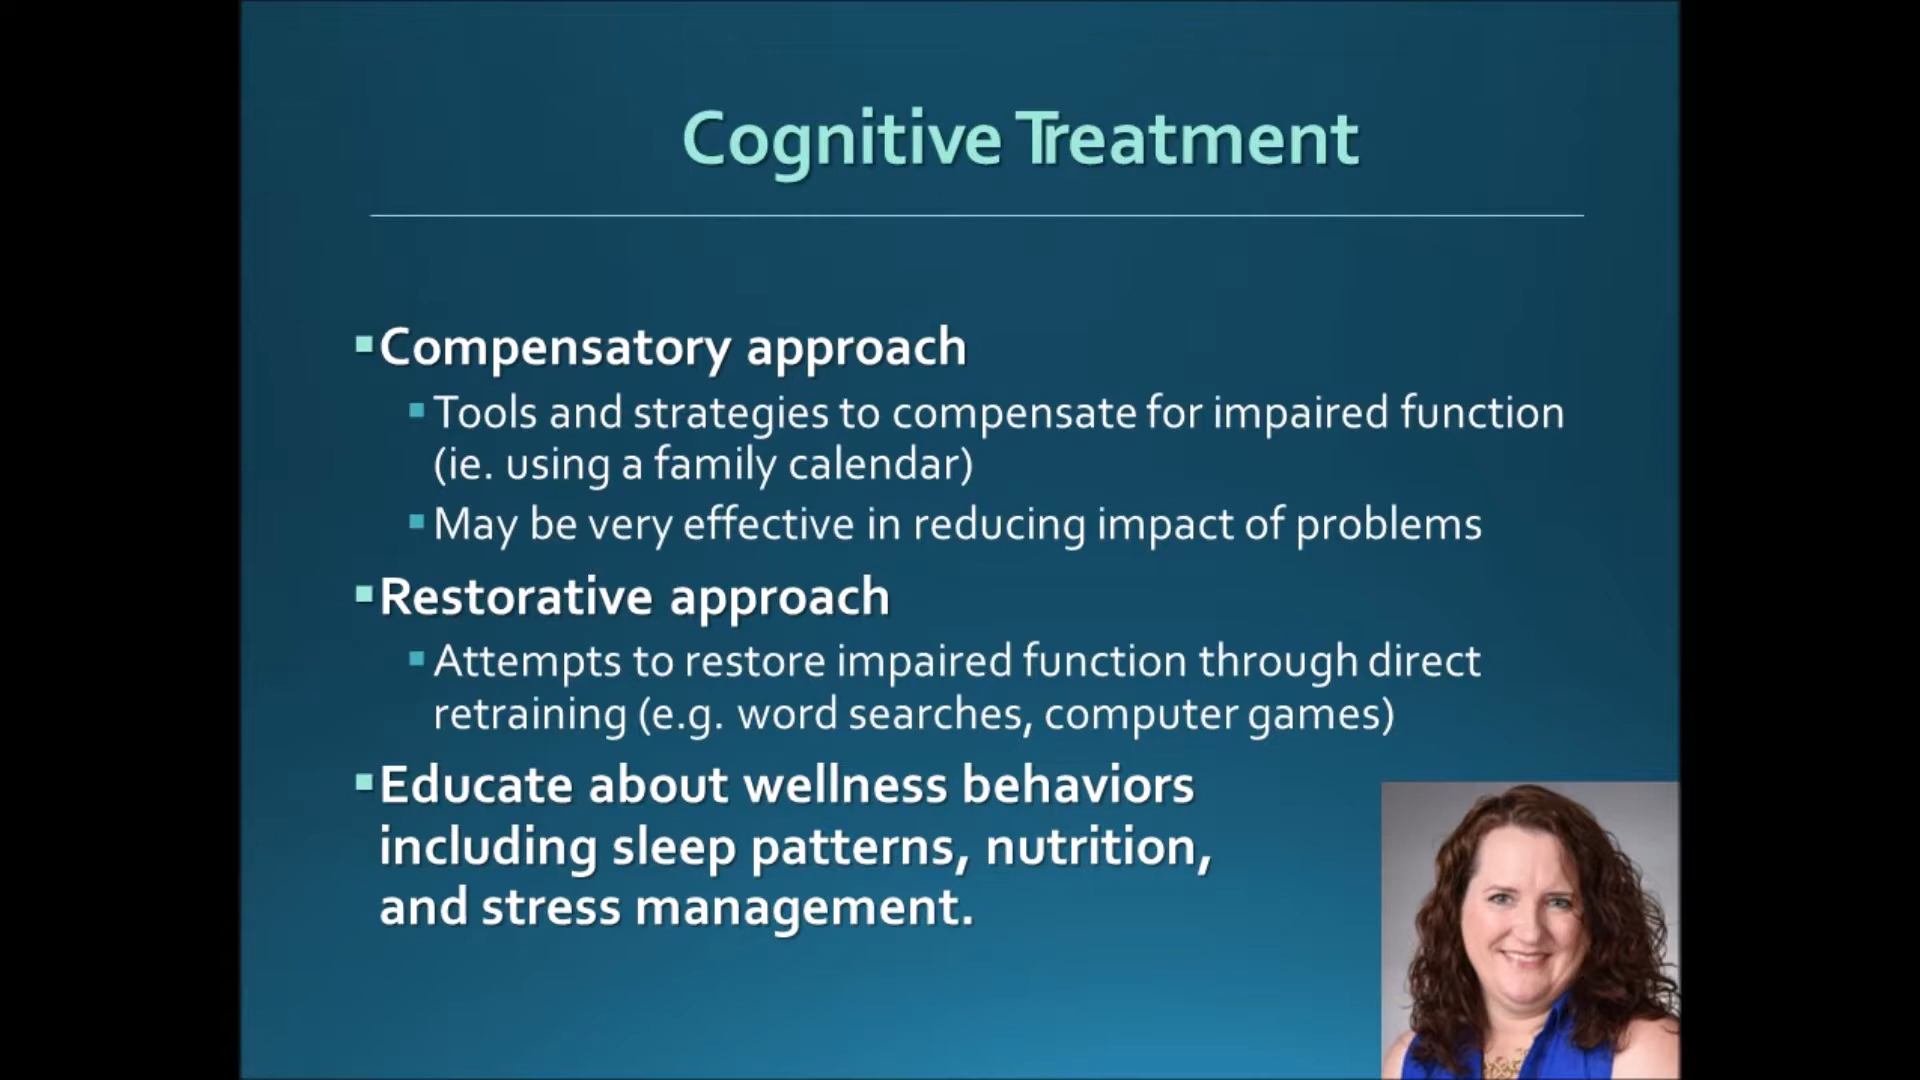 Cognitive Treatment
Compensatory approach
Tools and strategies to compensate for impaired function
(ie. using a family calendar)
May be very effective in reducing impact of problems
Restorative approach
Attempts to restore impaired function through direct
retraining (e.g. word searches, computer games)
Educate about wellness behaviors
including sleep patterns, nutrition,
and stress management.